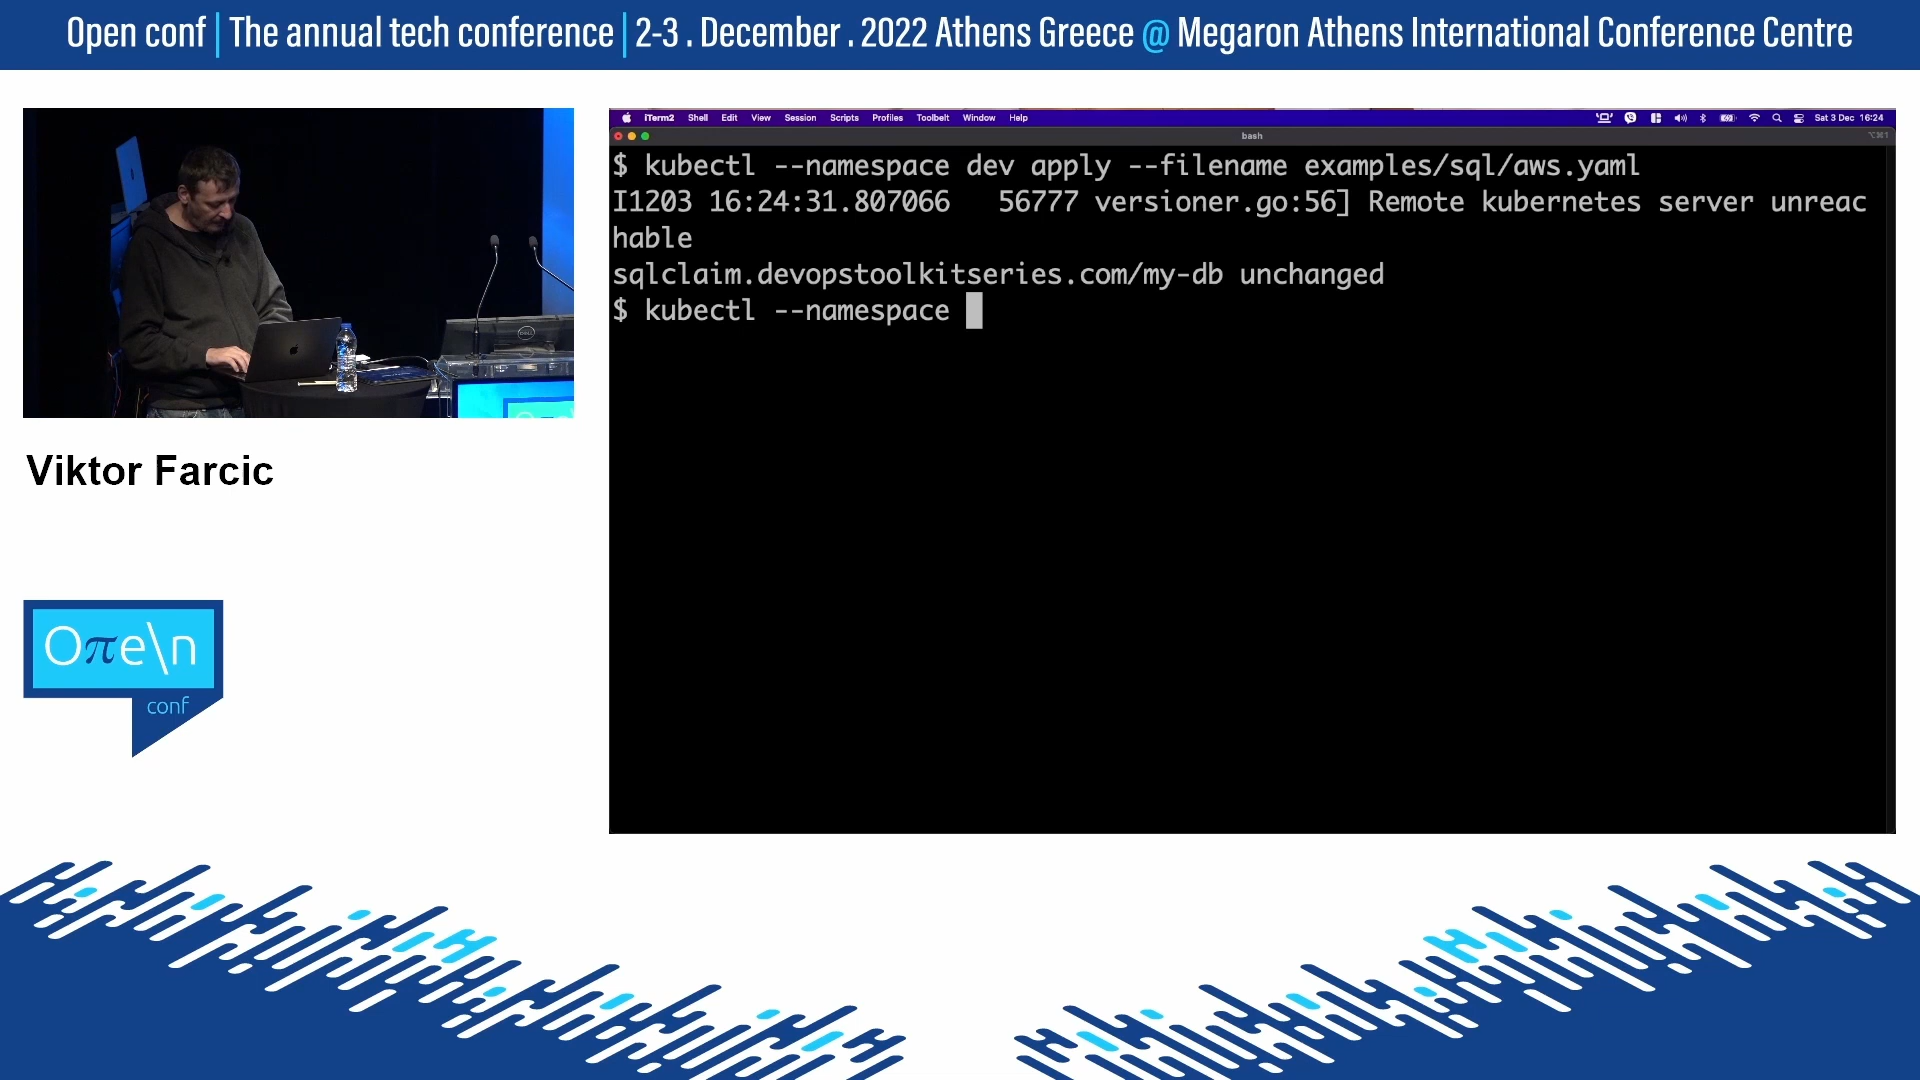 Open conf | The annual tech conference | 2-3 . December . 2022 Athens Greece @ Megaron Athens International Conference Centre
iTerm2 Shell Edit View Session Scripts Profiles Toolbelt Window Help
Sat 3 Dec 16:24
bash
$ kubectl --namespace dev apply --filename examples/sql/aws.yaml
I1203 16:24:31.807066   56777 versioner.go:56] Remote kubernetes server unreac
hable
sqlclaim.devopstoolkitseries.com/my-db unchanged
$ kubectl --namespace
Viktor Farcic
Oπe\n
conf